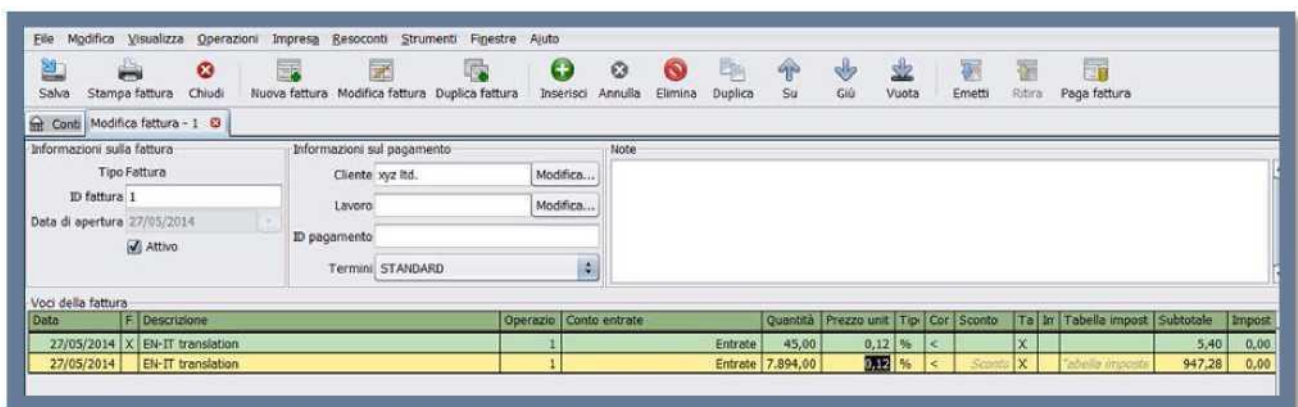 File Modifica Visualizza Operazioni Impresa Resoconti Strumenti Finestre Aiuto
Salva Stampa fattura Chiudi Nuova fattura Modifica fattura Duplica fattura Inserisci Annulla Elimina Duplica Su Giù Vuota Emetti Ritira Paga fattura
Conti Modifica fattura - 1
Informazioni sulla fattura Informazioni sul pagamento Note
Tipo Fattura Cliente xyz ltd. Modifica...
ID fattura 1 Lavoro Modifica...
Data di apertura 27/05/2014 ID pagamento
Attivo
Termini STANDARD
Voci della fattura
Data F Descrizione Operazio Conto entrate Quantità Prezzo unit Tip Cor Sconto Ta Im Tabella impost Subtotale Impost
27/05/2014 X EN-IT translation 1 Entrate 45,00 0,12 % < X 5,40 0,00
27/05/2014 EN-IT translation 1 Entrate 7.894,00 0,12 % < Sconto X Tabella imposte 947,28 0,00